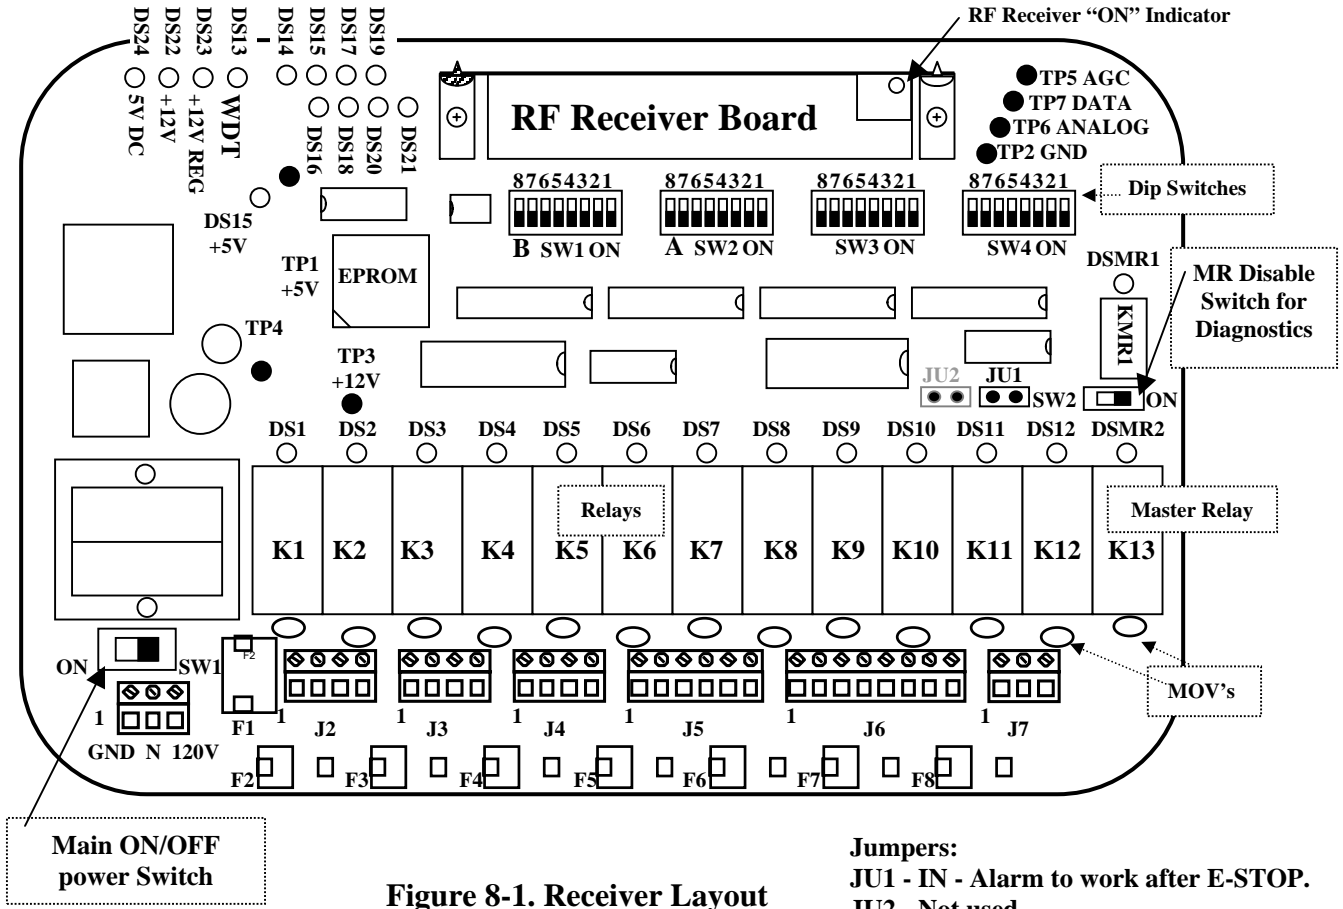 RF Receiver “ON” Indicator
DS24
DS22
DS23
DS13
DS14
DS15
DS17
DS19
5V DC
+12V
+12V REG
WDT
DS16
DS18
DS20
DS21
RF Receiver Board
TP5 AGC
TP7 DATA
TP6 ANALOG
TP2 GND
87654321
87654321
87654321
87654321
Dip Switches
B SW1 ON
A SW2 ON
SW3 ON
SW4 ON
DS15
+5V
TP1
+5V
EPROM
DSMR1
MR Disable
Switch for
Diagnostics
KMR1
TP4
TP3
+12V
JU2
JU1
SW2
ON
DS1
DS2
DS3
DS4
DS5
DS6
DS7
DS8
DS9
DS10
DS11
DS12
DSMR2
Relays
Master Relay
K1
K2
K3
K4
K5
K6
K7
K8
K9
K10
K11
K12
K13
ON
SW1
F2
MOV's
1
GND N 120V
F1
1
J2
1
J3
1
J4
1
J5
1
J6
1
J7
F2
F3
F4
F5
F6
F7
F8
Main ON/OFF
power Switch
Figure 8-1. Receiver Layout
Jumpers:
JU1 - IN - Alarm to work after E-STOP.
JU2 - Not used